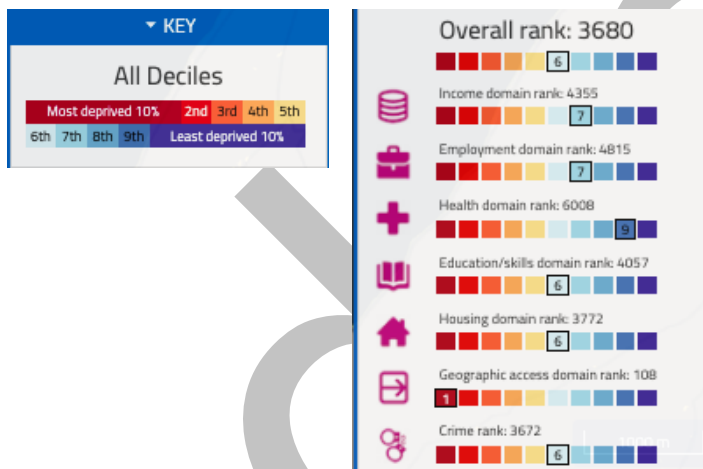 KEY
All Deciles
Most deprived 10% 2nd 3rd 4th 5th
6th 7th 8th 9th Least deprived 10%
Overall rank: 3680
6
Income domain rank: 4355
7
Employment domain rank: 4815
7
Health domain rank: 6008
9
Education/skills domain rank: 4057
6
Housing domain rank: 3772
6
Geographic access domain rank: 108
1
Crime rank: 3672
6
1000 m